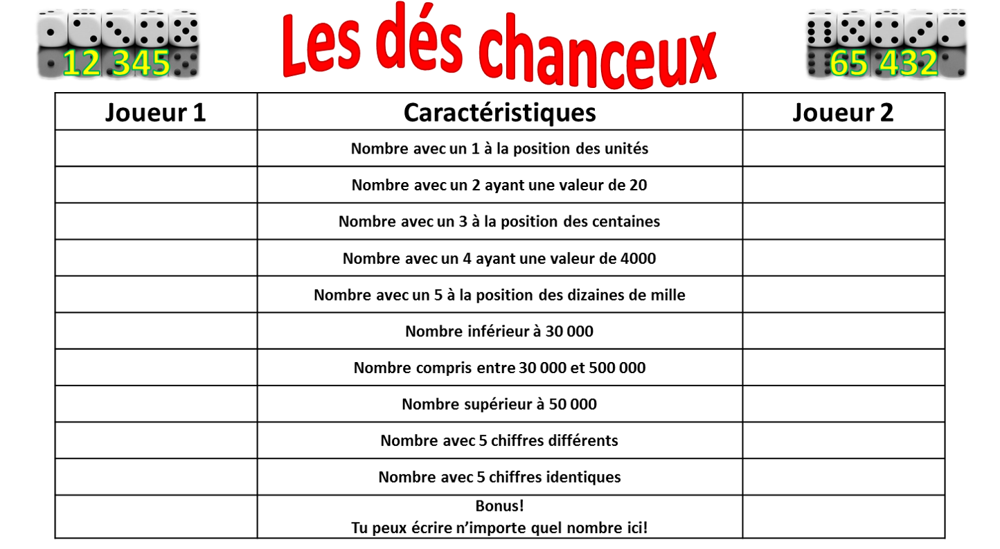 Les dés chanceux
12 345
65 432
Joueur 1
Caractéristiques
Joueur 2
Nombre avec un 1 à la position des unités
Nombre avec un 2 ayant une valeur de 20
Nombre avec un 3 à la position des centaines
Nombre avec un 4 ayant une valeur de 4000
Nombre avec un 5 à la position des dizaines de mille
Nombre inférieur à 30 000
Nombre compris entre 30 000 et 500 000
Nombre supérieur à 50 000
Nombre avec 5 chiffres différents
Nombre avec 5 chiffres identiques
Bonus!
Tu peux écrire n’importe quel nombre ici!